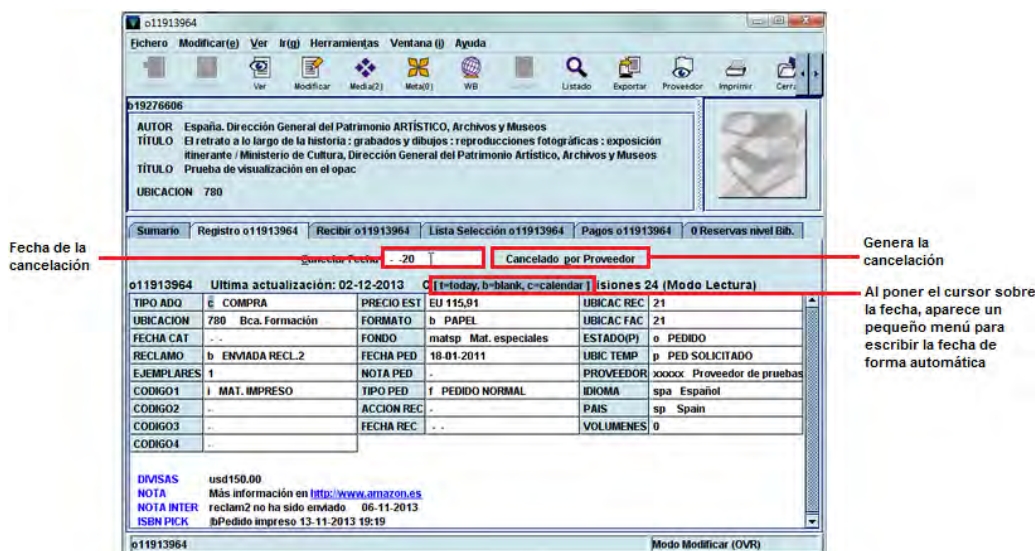 o11913964
Fichero Modificar(e) Ver Ir(g) Herramientas Ventana (i) Ayuda
Ver Modificar Media(2) Meta(0) WB Listado Exportar Proveedor Imprimir Cerra
b19276606
AUTOR España. Dirección General del Patrimonio ARTÍSTICO, Archivos y Museos
TÍTULO El retrato a lo largo de la historia : grabados y dibujos : reproducciones fotográficas : exposición
itinerante / Ministerio de Cultura, Dirección General del Patrimonio Artístico, Archivos y Museos
TÍTULO Prueba de visualización en el opac
UBICACION 780
Sumario Registro o11913964 Recibir o11913964 Lista Selección o11913964 Pagos o11913964 0 Reservas nivel Bib.
Fecha de la
cancelación
Cancelar Fecha - -20 Cancelado por Proveedor
Genera la
cancelación
Al poner el cursor sobre
la fecha, aparece un
pequeño menú para
escribir la fecha de
forma automática
o11913964 Ultima actualización: 02-12-2013 [ t=today, b=blank, c=calendar ] isiones 24 (Modo Lectura)
TIPO ADQ c COMPRA PRECIO EST EU 115,91 UBICAC REC 21
UBICACION 780 Bca. Formación FORMATO b PAPEL UBICAC FAC 21
FECHA CAT - - FONDO matsp Mat. especiales ESTADO(P) o PEDIDO
RECLAMO b ENVIADA RECL.2 FECHA PED 18-01-2011 UBIC TEMP p PED SOLICITADO
EJEMPLARES 1 NOTA PED - PROVEEDOR xxxxx Proveedor de pruebas
CODIGO1 i MAT. IMPRESO TIPO PED f PEDIDO NORMAL IDIOMA spa Español
CODIGO2 - ACCION REC - PAIS sp Spain
CODIGO3 - FECHA REC - - VOLUMENES 0
CODIGO4 -
DIVISAS usd150.00
NOTA Más información en http://www.amazon.es
NOTA INTER reclam2 no ha sido enviado 06-11-2013
ISBN PICK |bPedido impreso 13-11-2013 19:19
o11913964 Modo Modificar (OVR)